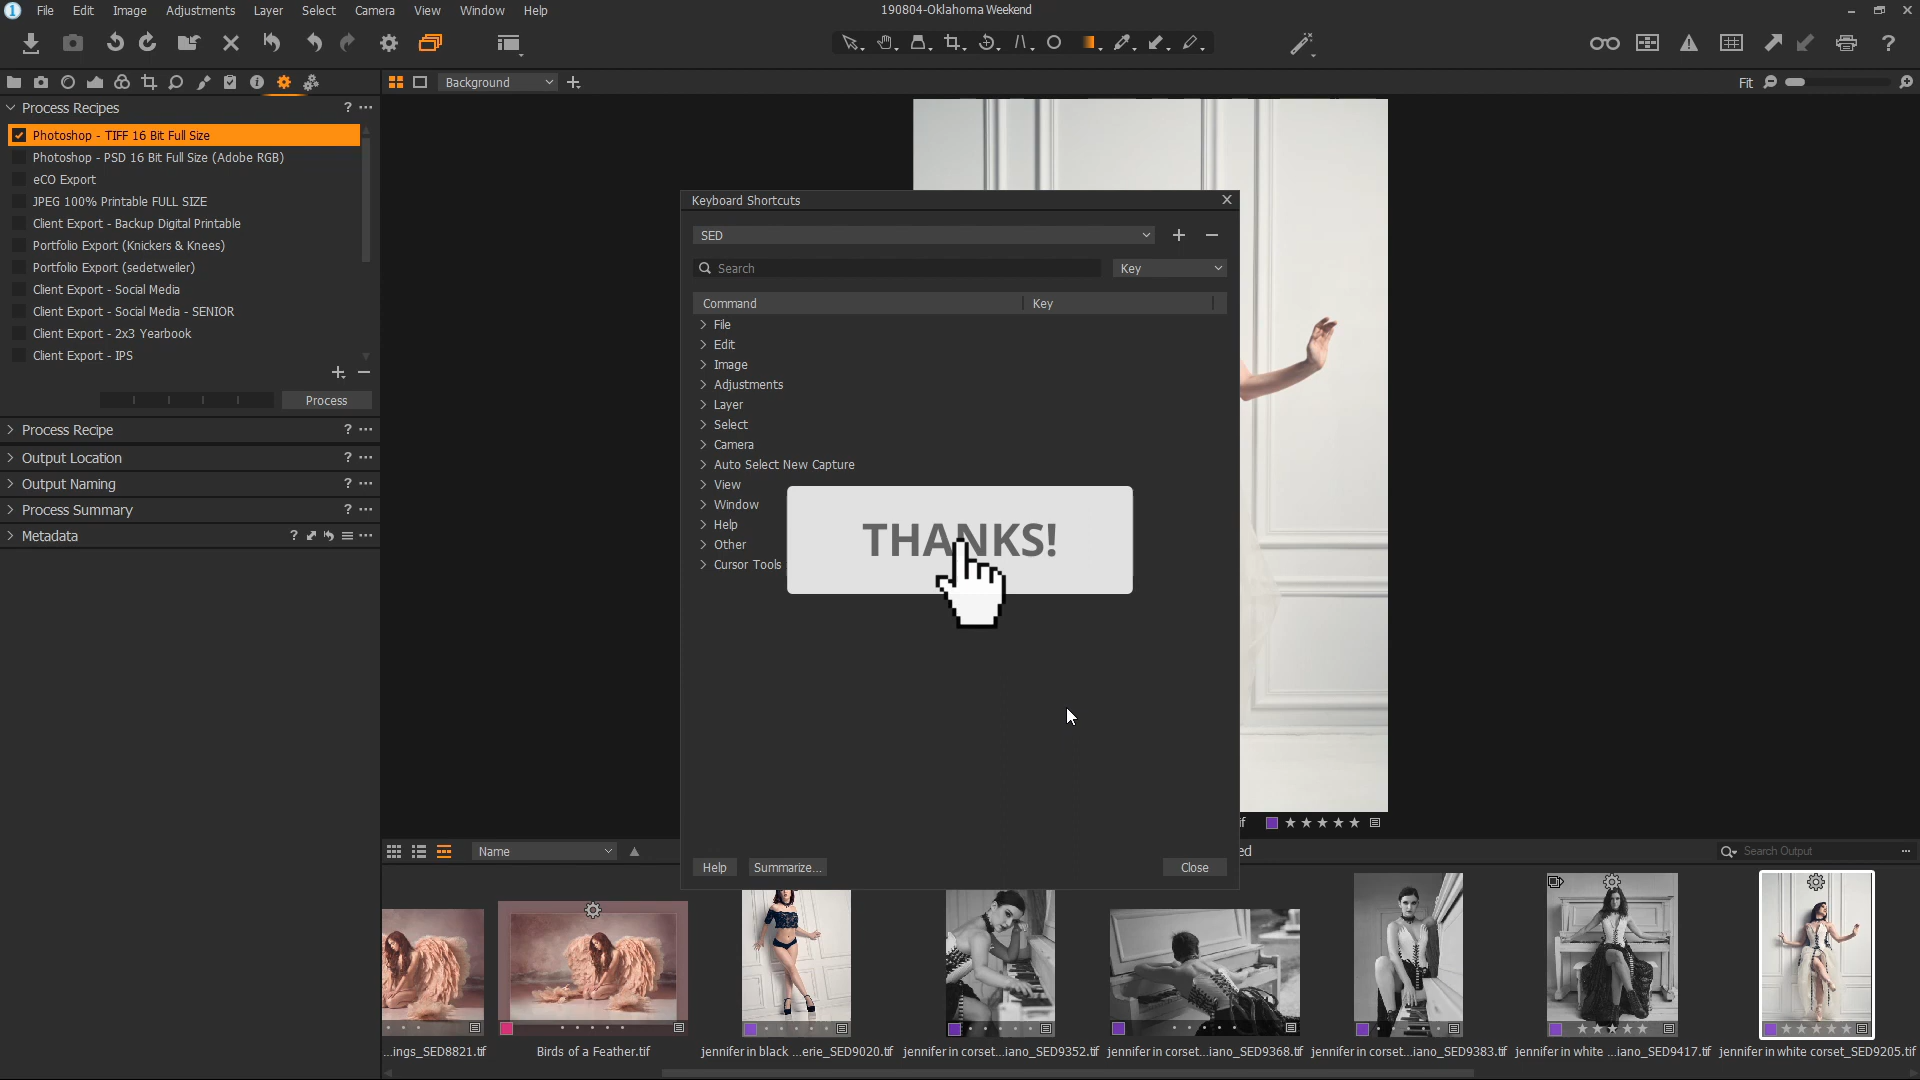 File Edit Image Adjustments Layer Select Camera View Window Help
190804-Oklahoma Weekend
Background
Fit
Process Recipes
Photoshop - TIFF 16 Bit Full Size
Photoshop - PSD 16 Bit Full Size (Adobe RGB)
eCO Export
JPEG 100% Printable FULL SIZE
Client Export - Backup Digital Printable
Portfolio Export (Knickers & Knees)
Portfolio Export (sedetweiler)
Client Export - Social Media
Client Export - Social Media - SENIOR
Client Export - 2x3 Yearbook
Client Export - IPS
Process
Process Recipe
Output Location
Output Naming
Process Summary
Metadata
Keyboard Shortcuts
SED
Search
Key
Command Key
File
Edit
Image
Adjustments
Layer
Select
Camera
Auto Select New Capture
View
Window
Help
Other
Cursor Tools
THANKS!
Help Summarize... Close
if
Name
ed
Search Output
...ings_SED8821.tif
Birds of a Feather.tif
jennifer in black ...erie_SED9020.tif
jennifer in corset...iano_SED9352.tif
jennifer in corset...iano_SED9368.tif
jennifer in corset...iano_SED9383.tif
jennifer in white ...iano_SED9417.tif
jennifer in white corset_SED9205.tif